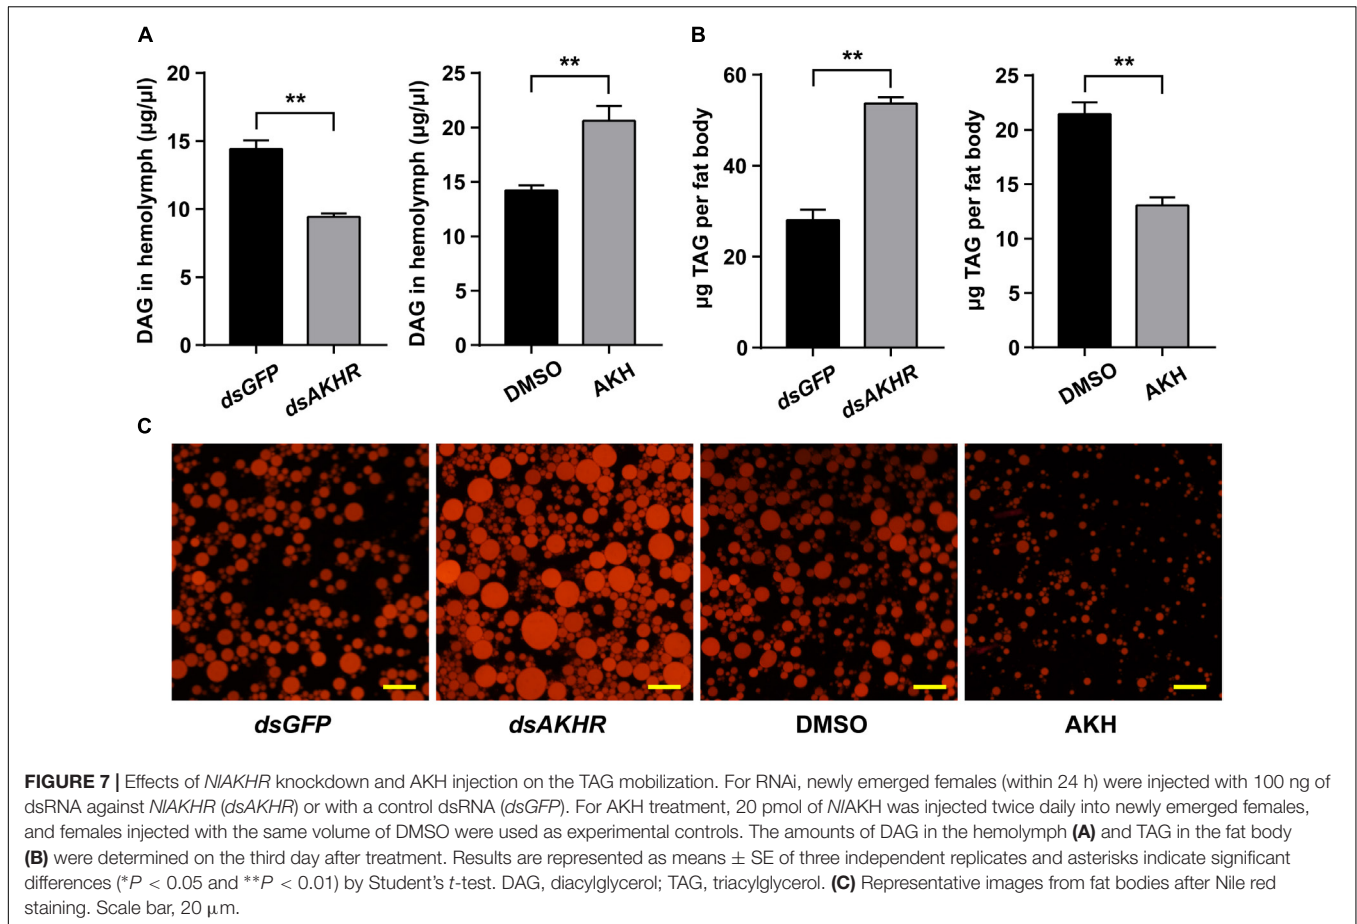 A
B
DAG in hemolymph (µg/µl)
20
15
10
5
0
**
dsGFP
dsAKHR
DAG in hemolymph (µg/µl)
25
20
15
10
5
0
**
DMSO
AKH
µg TAG per fat body
60
40
20
0
**
dsGFP
dsAKHR
µg TAG per fat body
25
20
15
10
5
0
**
DMSO
AKH
C
dsGFP
dsAKHR
DMSO
AKH
FIGURE 7 | Effects of NlAKHR knockdown and AKH injection on the TAG mobilization. For RNAi, newly emerged females (within 24 h) were injected with 100 ng of
dsRNA against NlAKHR (dsAKHR) or with a control dsRNA (dsGFP). For AKH treatment, 20 pmol of NlAKH was injected twice daily into newly emerged females,
and females injected with the same volume of DMSO were used as experimental controls. The amounts of DAG in the hemolymph (A) and TAG in the fat body
(B) were determined on the third day after treatment. Results are represented as means ± SE of three independent replicates and asterisks indicate significant
differences (*P < 0.05 and **P < 0.01) by Student's t-test. DAG, diacylglycerol; TAG, triacylglycerol. (C) Representative images from fat bodies after Nile red
staining. Scale bar, 20 µm.